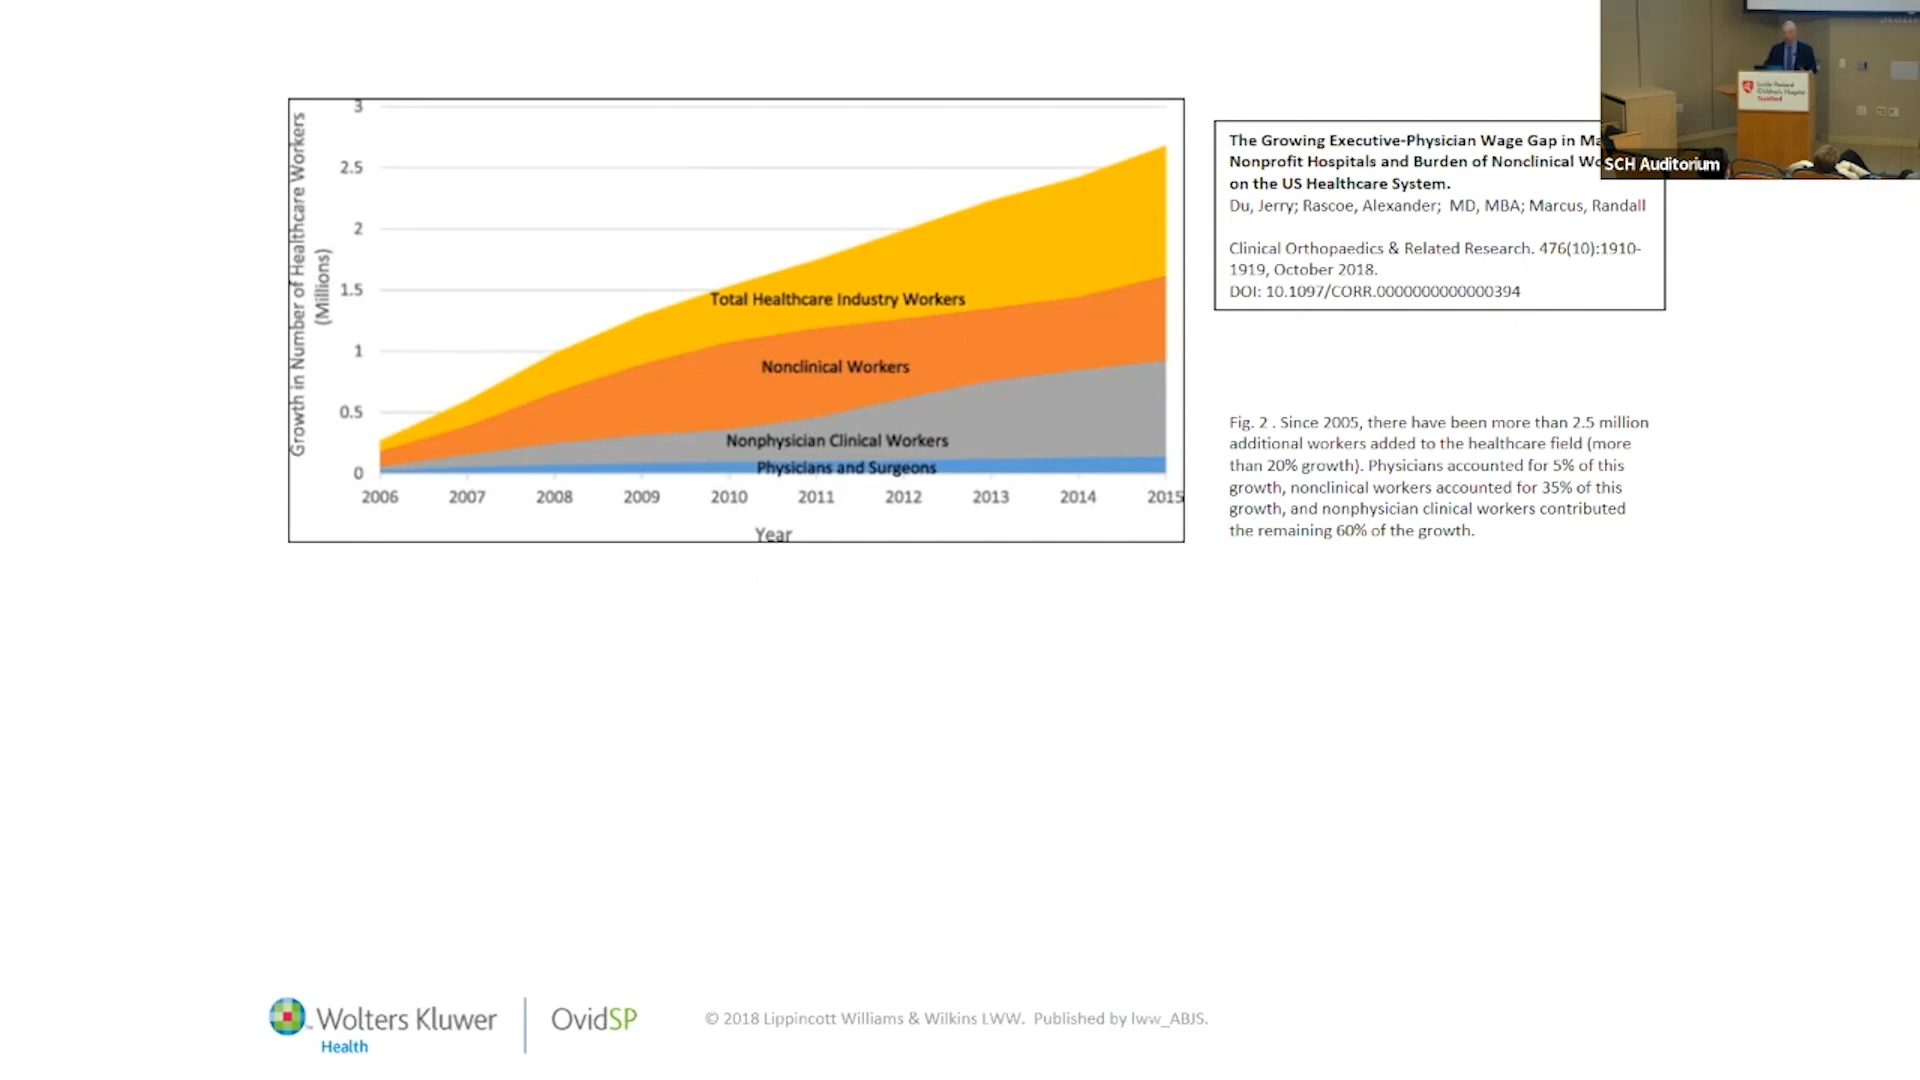 3
2.5
2
1.5
1
0.5
0
Growth in Number of Healthcare Workers
(Millions)
Total Healthcare Industry Workers
Nonclinical Workers
Nonphysician Clinical Workers
Physicians and Surgeons
2006 2007 2008 2009 2010 2011 2012 2013 2014 2015
Year
The Growing Executive-Physician Wage Gap in
Nonprofit Hospitals and Burden of Nonclinical
on the US Healthcare System.
Du, Jerry; Rascoe, Alexander; MD, MBA; Marcus, Randall
Clinical Orthopaedics & Related Research. 476(10):1910-
1919, October 2018.
DOI: 10.1097/CORR.0000000000000394
SCH Auditorium
Lucile Packard
Children's Hospital
Stanford
Fig. 2 . Since 2005, there have been more than 2.5 million
additional workers added to the healthcare field (more
than 20% growth). Physicians accounted for 5% of this
growth, nonclinical workers accounted for 35% of this
growth, and nonphysician clinical workers contributed
the remaining 60% of the growth.
Wolters Kluwer
Health
OvidSP
© 2018 Lippincott Williams & Wilkins LWW. Published by lww_ABJS.